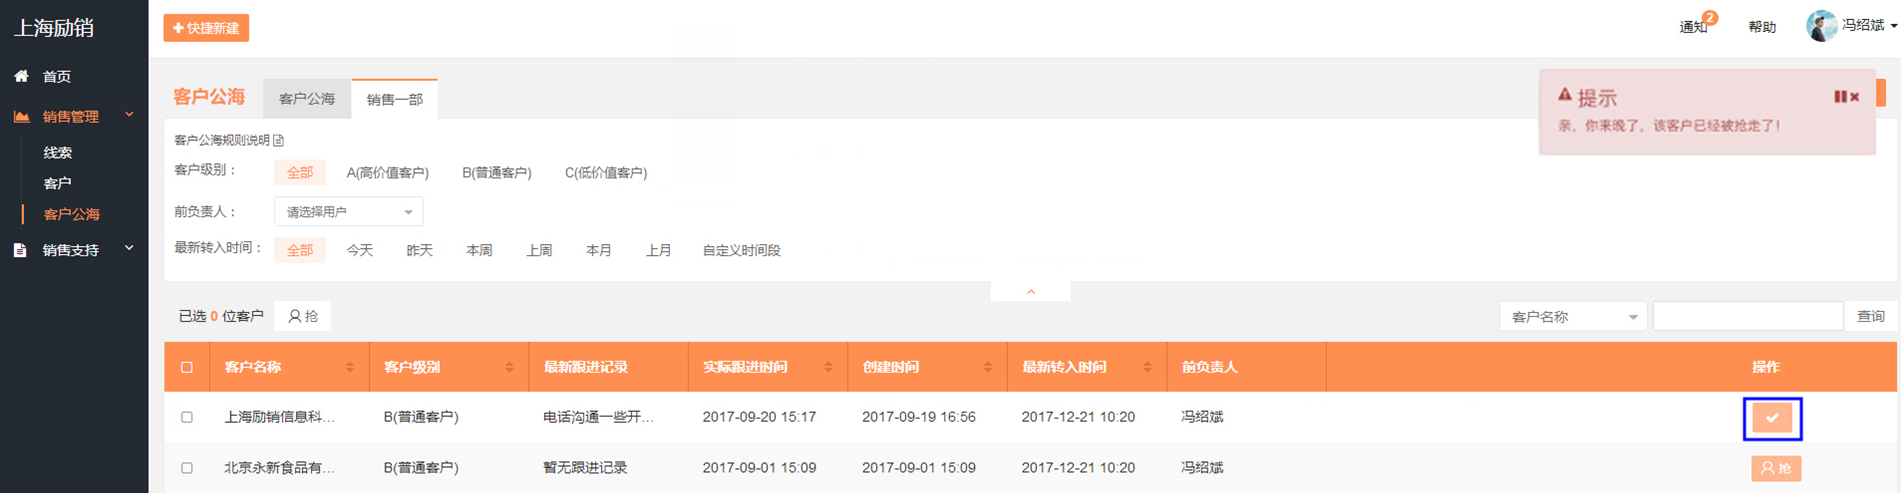 上海励销
快捷新建
通知 2
帮助
冯绍斌
首页
销售管理
线索
客户
客户公海
销售支持
客户公海
客户公海
销售一部
提示
亲，你来晚了，该客户已经被抢走了！
客户公海规则说明
客户级别： 全部 A(高价值客户) B(普通客户) C(低价值客户)
前负责人： 请选择用户
最新转入时间： 全部 今天 昨天 本周 上周 本月 上月 自定义时间段
已选 0 位客户 抢 客户名称 查询
客户名称 客户级别 最新跟进记录 实际跟进时间 创建时间 最新转入时间 前负责人 操作
上海励销信息科... B(普通客户) 电话沟通一些开... 2017-09-20 15:17 2017-09-19 16:56 2017-12-21 10:20 冯绍斌
北京永新食品有... B(普通客户) 暂无跟进记录 2017-09-01 15:09 2017-09-01 15:09 2017-12-21 10:20 冯绍斌 抢